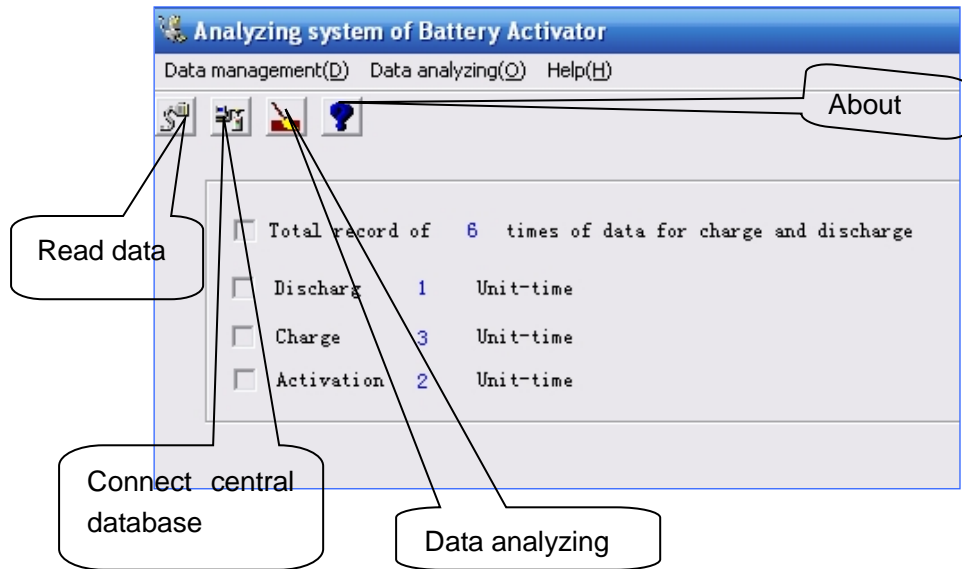 Analyzing system of Battery Activator
Data management(D) Data analyzing(O) Help(H)
About
Read data
Total record of 6 times of data for charge and discharge
Discharg 1 Unit-time
Charge 3 Unit-time
Activation 2 Unit-time
Connect central
database
Data analyzing